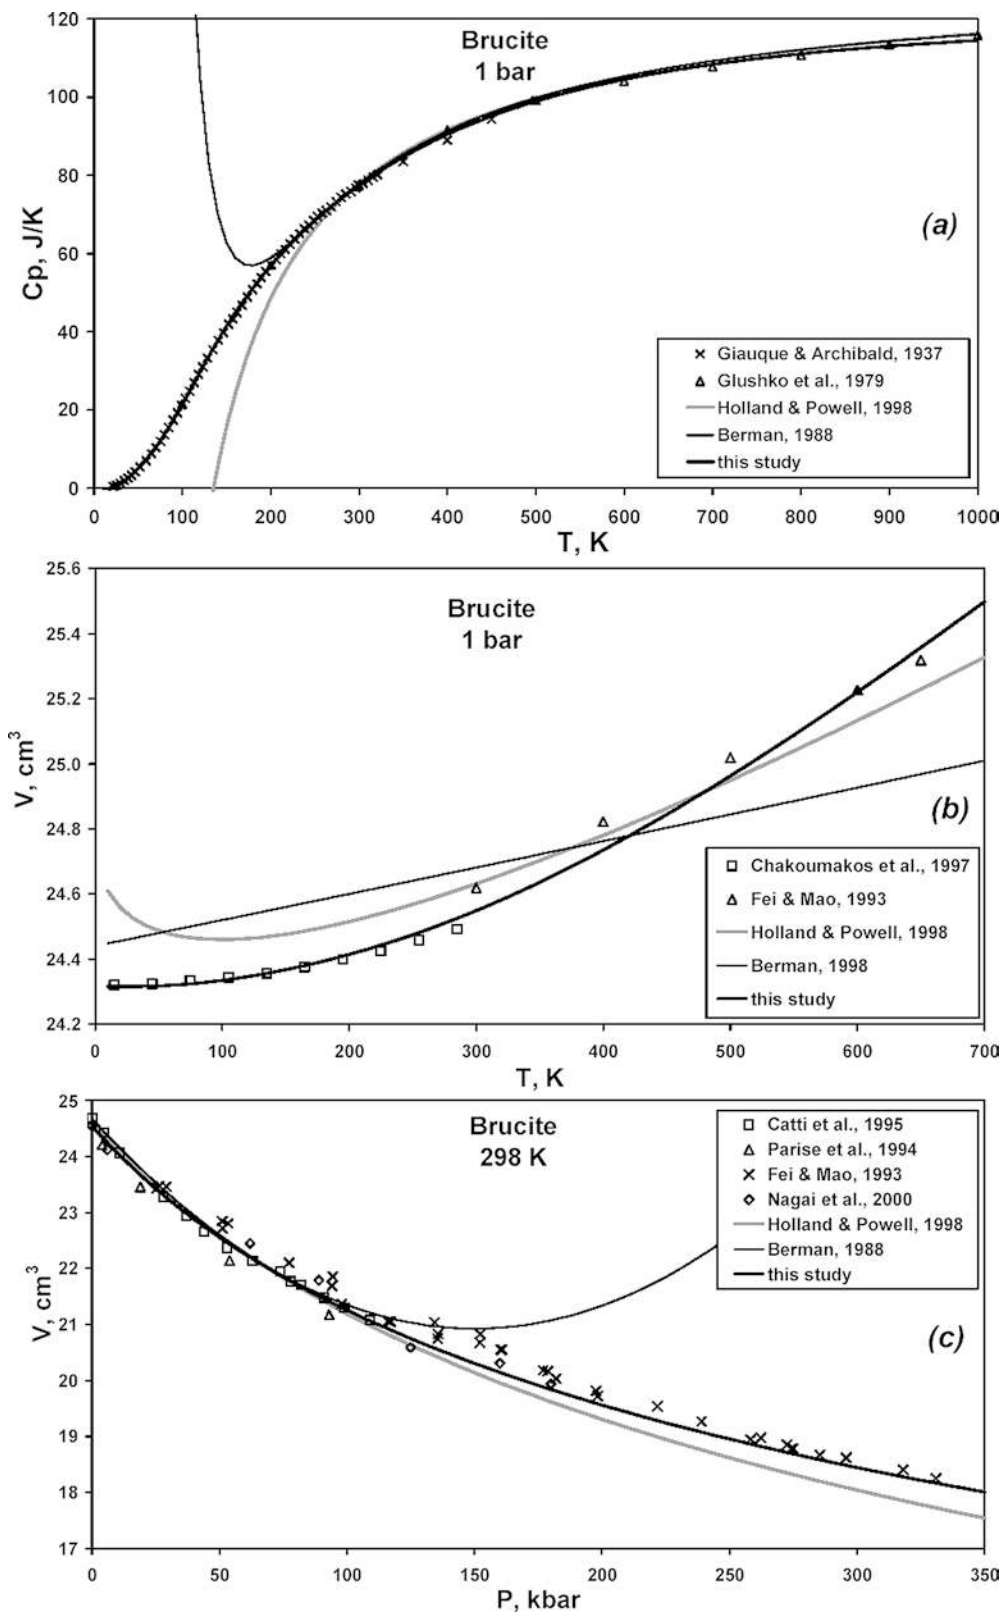 120
100
80
60
40
20
0
Cp, J/K
Brucite
1 bar
(a)
Giauque & Archibald, 1937
Glushko et al., 1979
Holland & Powell, 1998
Berman, 1988
this study
0 100 200 300 400 500 600 700 800 900 1000
T, K
25.6
25.4
25.2
25.0
24.8
24.6
24.4
24.2
V, cm³
Brucite
1 bar
(b)
Chakoumakos et al., 1997
Fei & Mao, 1993
Holland & Powell, 1998
Berman, 1998
this study
0 100 200 300 400 500 600 700
T, K
25
24
23
22
21
20
19
18
17
V, cm³
Brucite
298 K
Catti et al., 1995
Parise et al., 1994
Fei & Mao, 1993
Nagai et al., 2000
Holland & Powell, 1998
Berman, 1988
this study
(c)
0 50 100 150 200 250 300 350
P, kbar